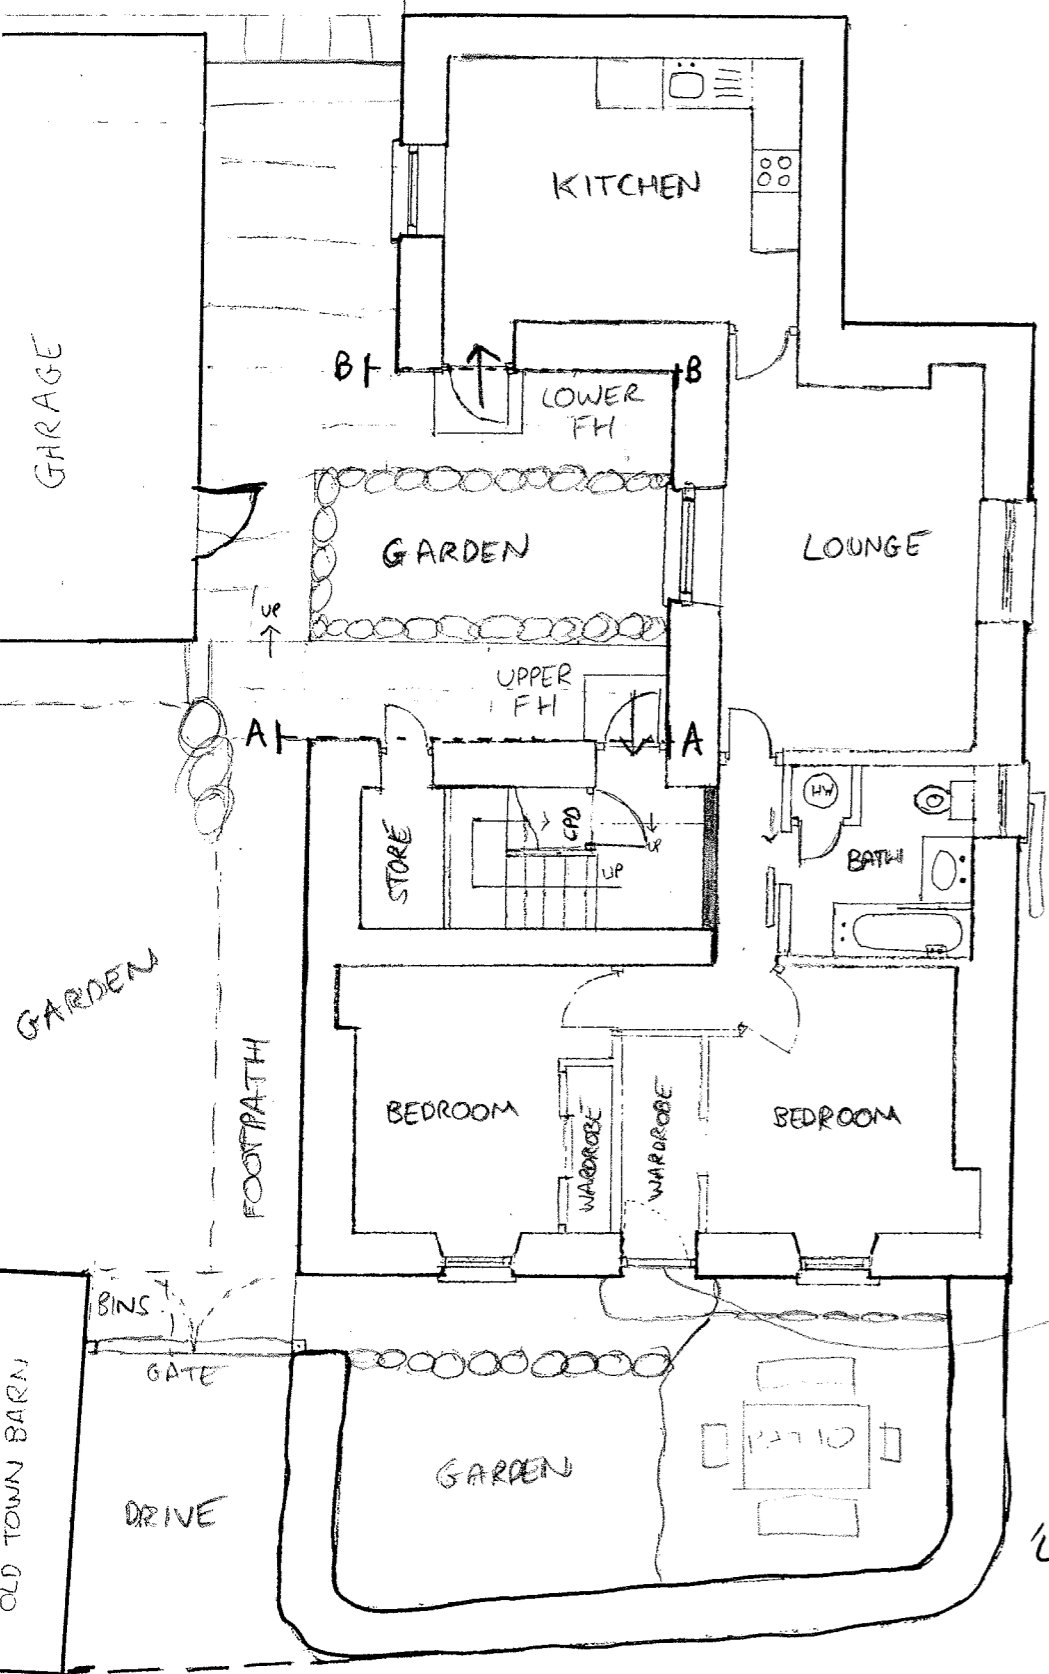 KITCHEN
GARAGE
B
B
LOWER
FH
GARDEN
LOUNGE
UP
UPPER
FH
A
A
HW
STORE
CPD
UP
UP
BATH
GARDEN
FOOTPATH
BEDROOM
WARDROBE
WARDROBE
BEDROOM
BINS
GATE
OLD TOWN BARN
DRIVE
GARDEN
PATIO